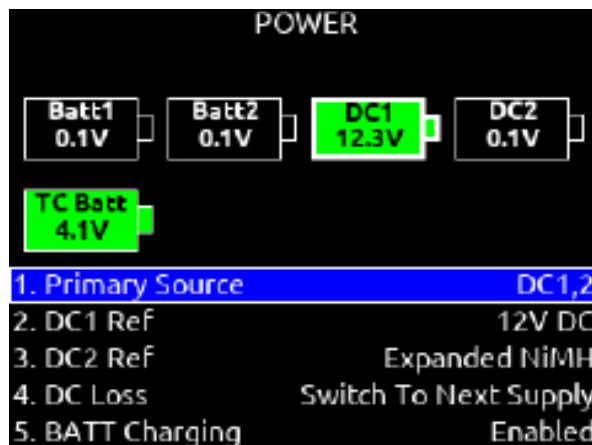 POWER
Batt1 Batt2 DC1 DC2
0.1V 0.1V 12.3V 0.1V
TC Batt
4.1V
1. Primary Source DC1,2
2. DC1 Ref 12V DC
3. DC2 Ref Expanded NiMH
4. DC Loss Switch To Next Supply
5. BATT Charging Enabled